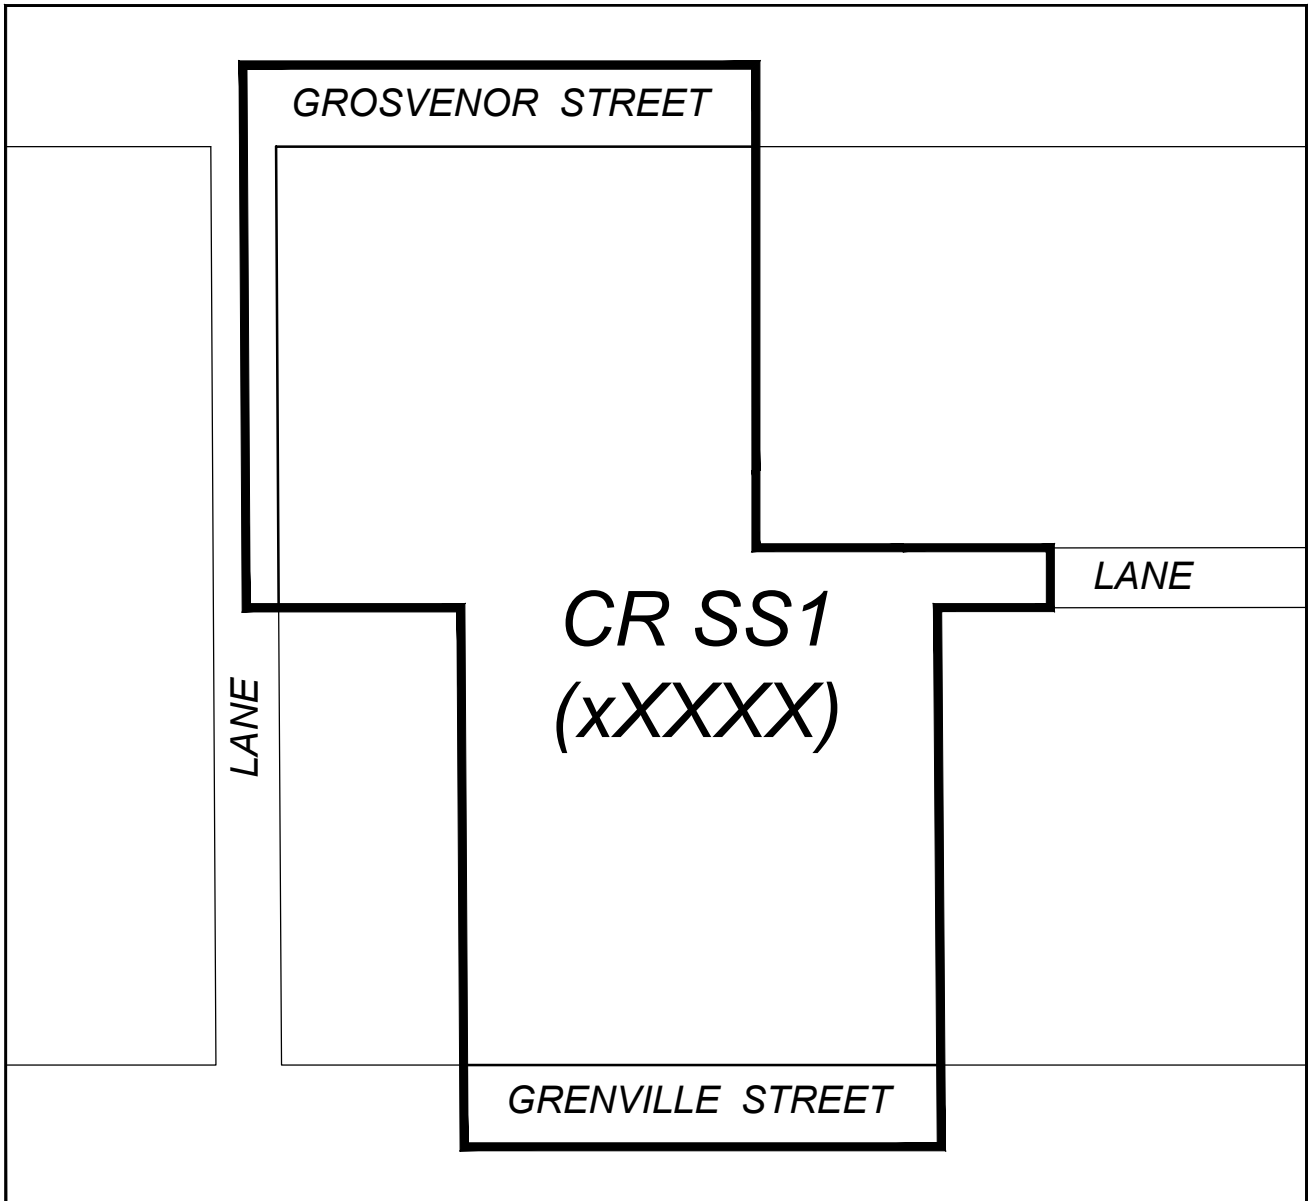 GROSVENOR STREET
LANE
CR SS1
(xXXXX)
LANE
GRENVILLE STREET